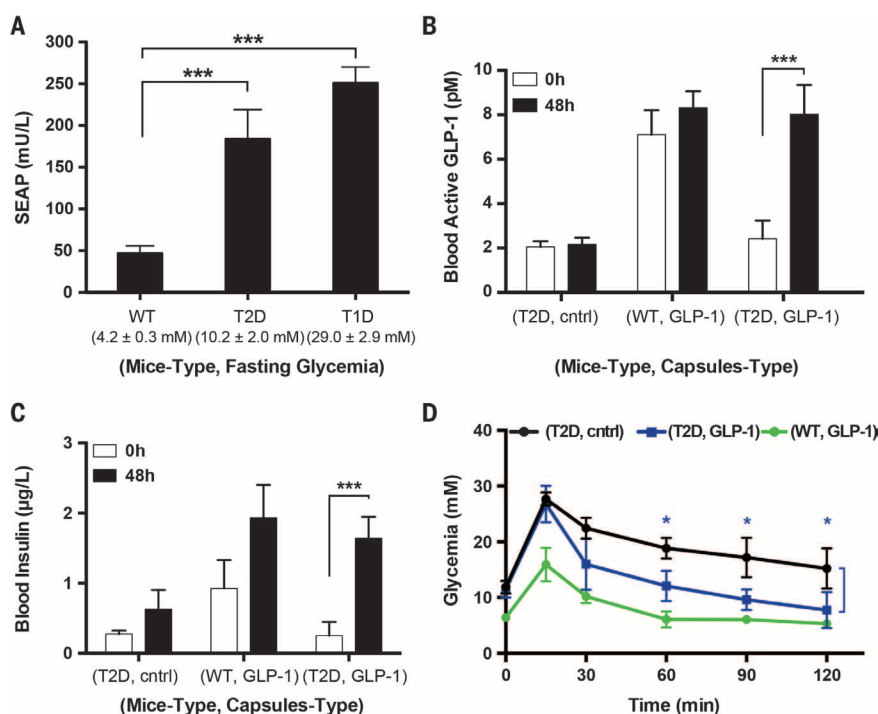 A
***
***
300
250
200
150
100
50
0
SEAP (mU/L)
WT T2D T1D
(4.2 ± 0.3 mM) (10.2 ± 2.0 mM) (29.0 ± 2.9 mM)
(Mice-Type, Fasting Glycemia)
B
0h
48h
***
10
8
6
4
2
0
Blood Active GLP-1 (pM)
(T2D, cntrl) (WT, GLP-1) (T2D, GLP-1)
(Mice-Type, Capsules-Type)
C
0h
48h
***
3
2
1
0
Blood Insulin (µg/L)
(T2D, cntrl) (WT, GLP-1) (T2D, GLP-1)
(Mice-Type, Capsules-Type)
D
(T2D, cntrl) (T2D, GLP-1) (WT, GLP-1)
* * *
40
30
20
10
0
Glycemia (mM)
0 30 60 90 120
Time (min)